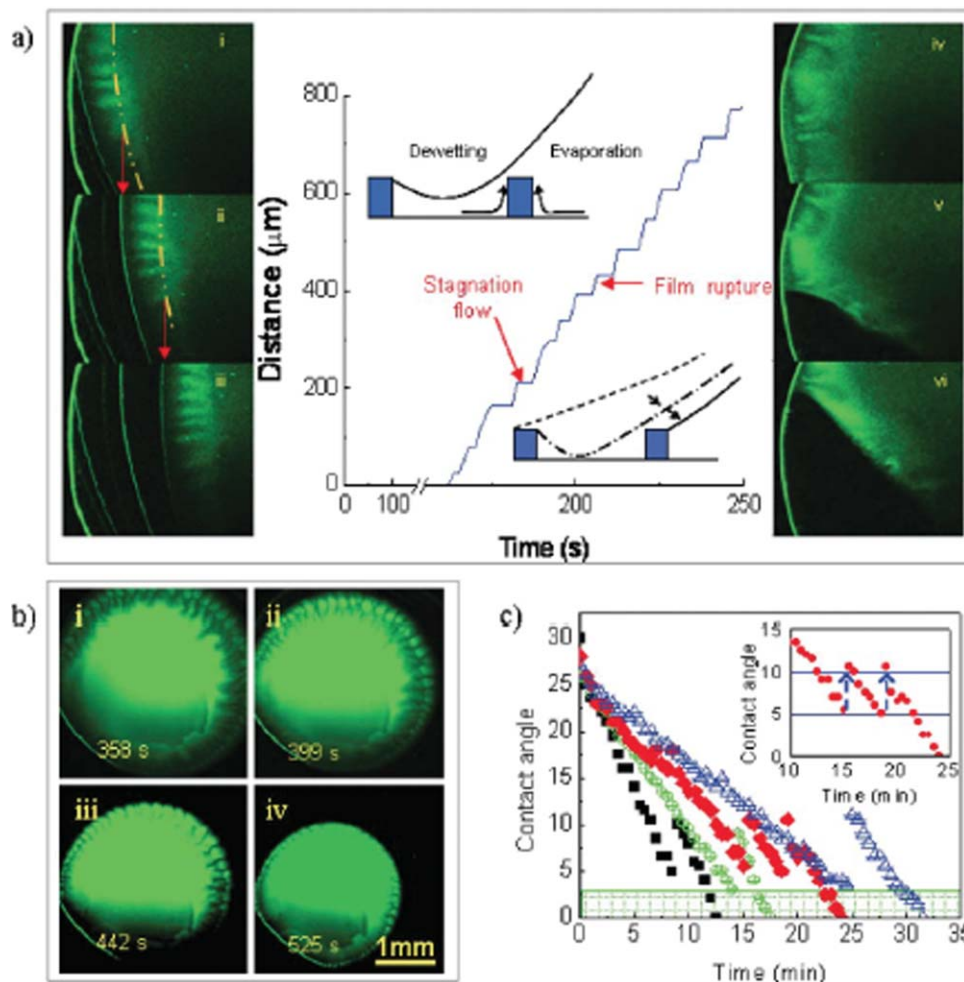 a)
i
ii
iii
800
600
400
200
0
Distance (μm)
Dewetting
Evaporation
Stagnation
flow
Film rupture
0
100
200
250
Time (s)
iv
v
vi
b)
i
358 s
ii
399 s
iii
442 s
iv
525 s
1mm
c)
30
25
20
15
10
5
0
Contact angle
0
5
10
15
20
25
30
35
Time (min)
15
10
5
0
Contact angle
10
15
20
25
Time (min)